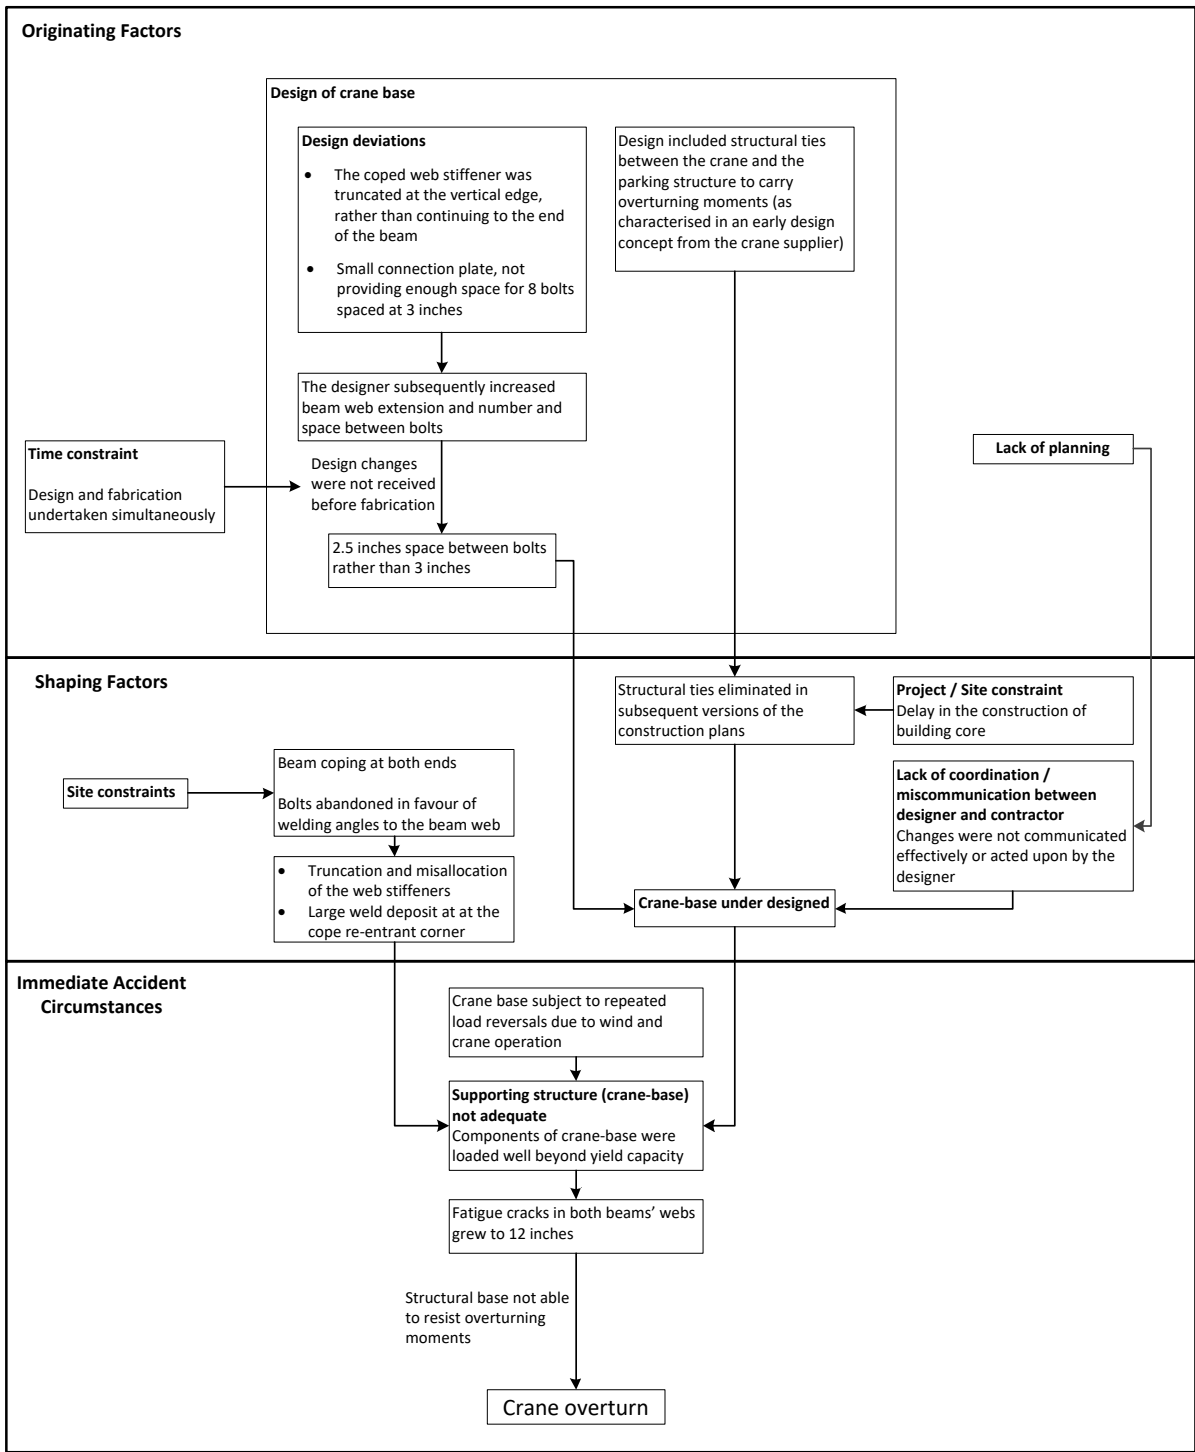 Originating Factors
Design of crane base
Design deviations
• The coped web stiffener was
truncated at the vertical edge,
rather than continuing to the end
of the beam
• Small connection plate, not
providing enough space for 8 bolts
spaced at 3 inches
Design included structural ties
between the crane and the
parking structure to carry
overturning moments (as
characterised in an early design
concept from the crane supplier)
The designer subsequently increased
beam web extension and number and
space between bolts
Time constraint
Design and fabrication
undertaken simultaneously
Design changes
were not received
before fabrication
Lack of planning
2.5 inches space between bolts
rather than 3 inches
Shaping Factors
Structural ties eliminated in
subsequent versions of the
construction plans
Project / Site constraint
Delay in the construction of
building core
Site constraints
Beam coping at both ends
Bolts abandoned in favour of
welding angles to the beam web
Lack of coordination /
miscommunication between
designer and contractor
Changes were not communicated
effectively or acted upon by the
designer
• Truncation and misallocation
of the web stiffeners
• Large weld deposit at at the
cope re-entrant corner
Crane-base under designed
Immediate Accident
Circumstances
Crane base subject to repeated
load reversals due to wind and
crane operation
Supporting structure (crane-base)
not adequate
Components of crane-base were
loaded well beyond yield capacity
Fatigue cracks in both beams’ webs
grew to 12 inches
Structural base not able
to resist overturning
moments
Crane overturn